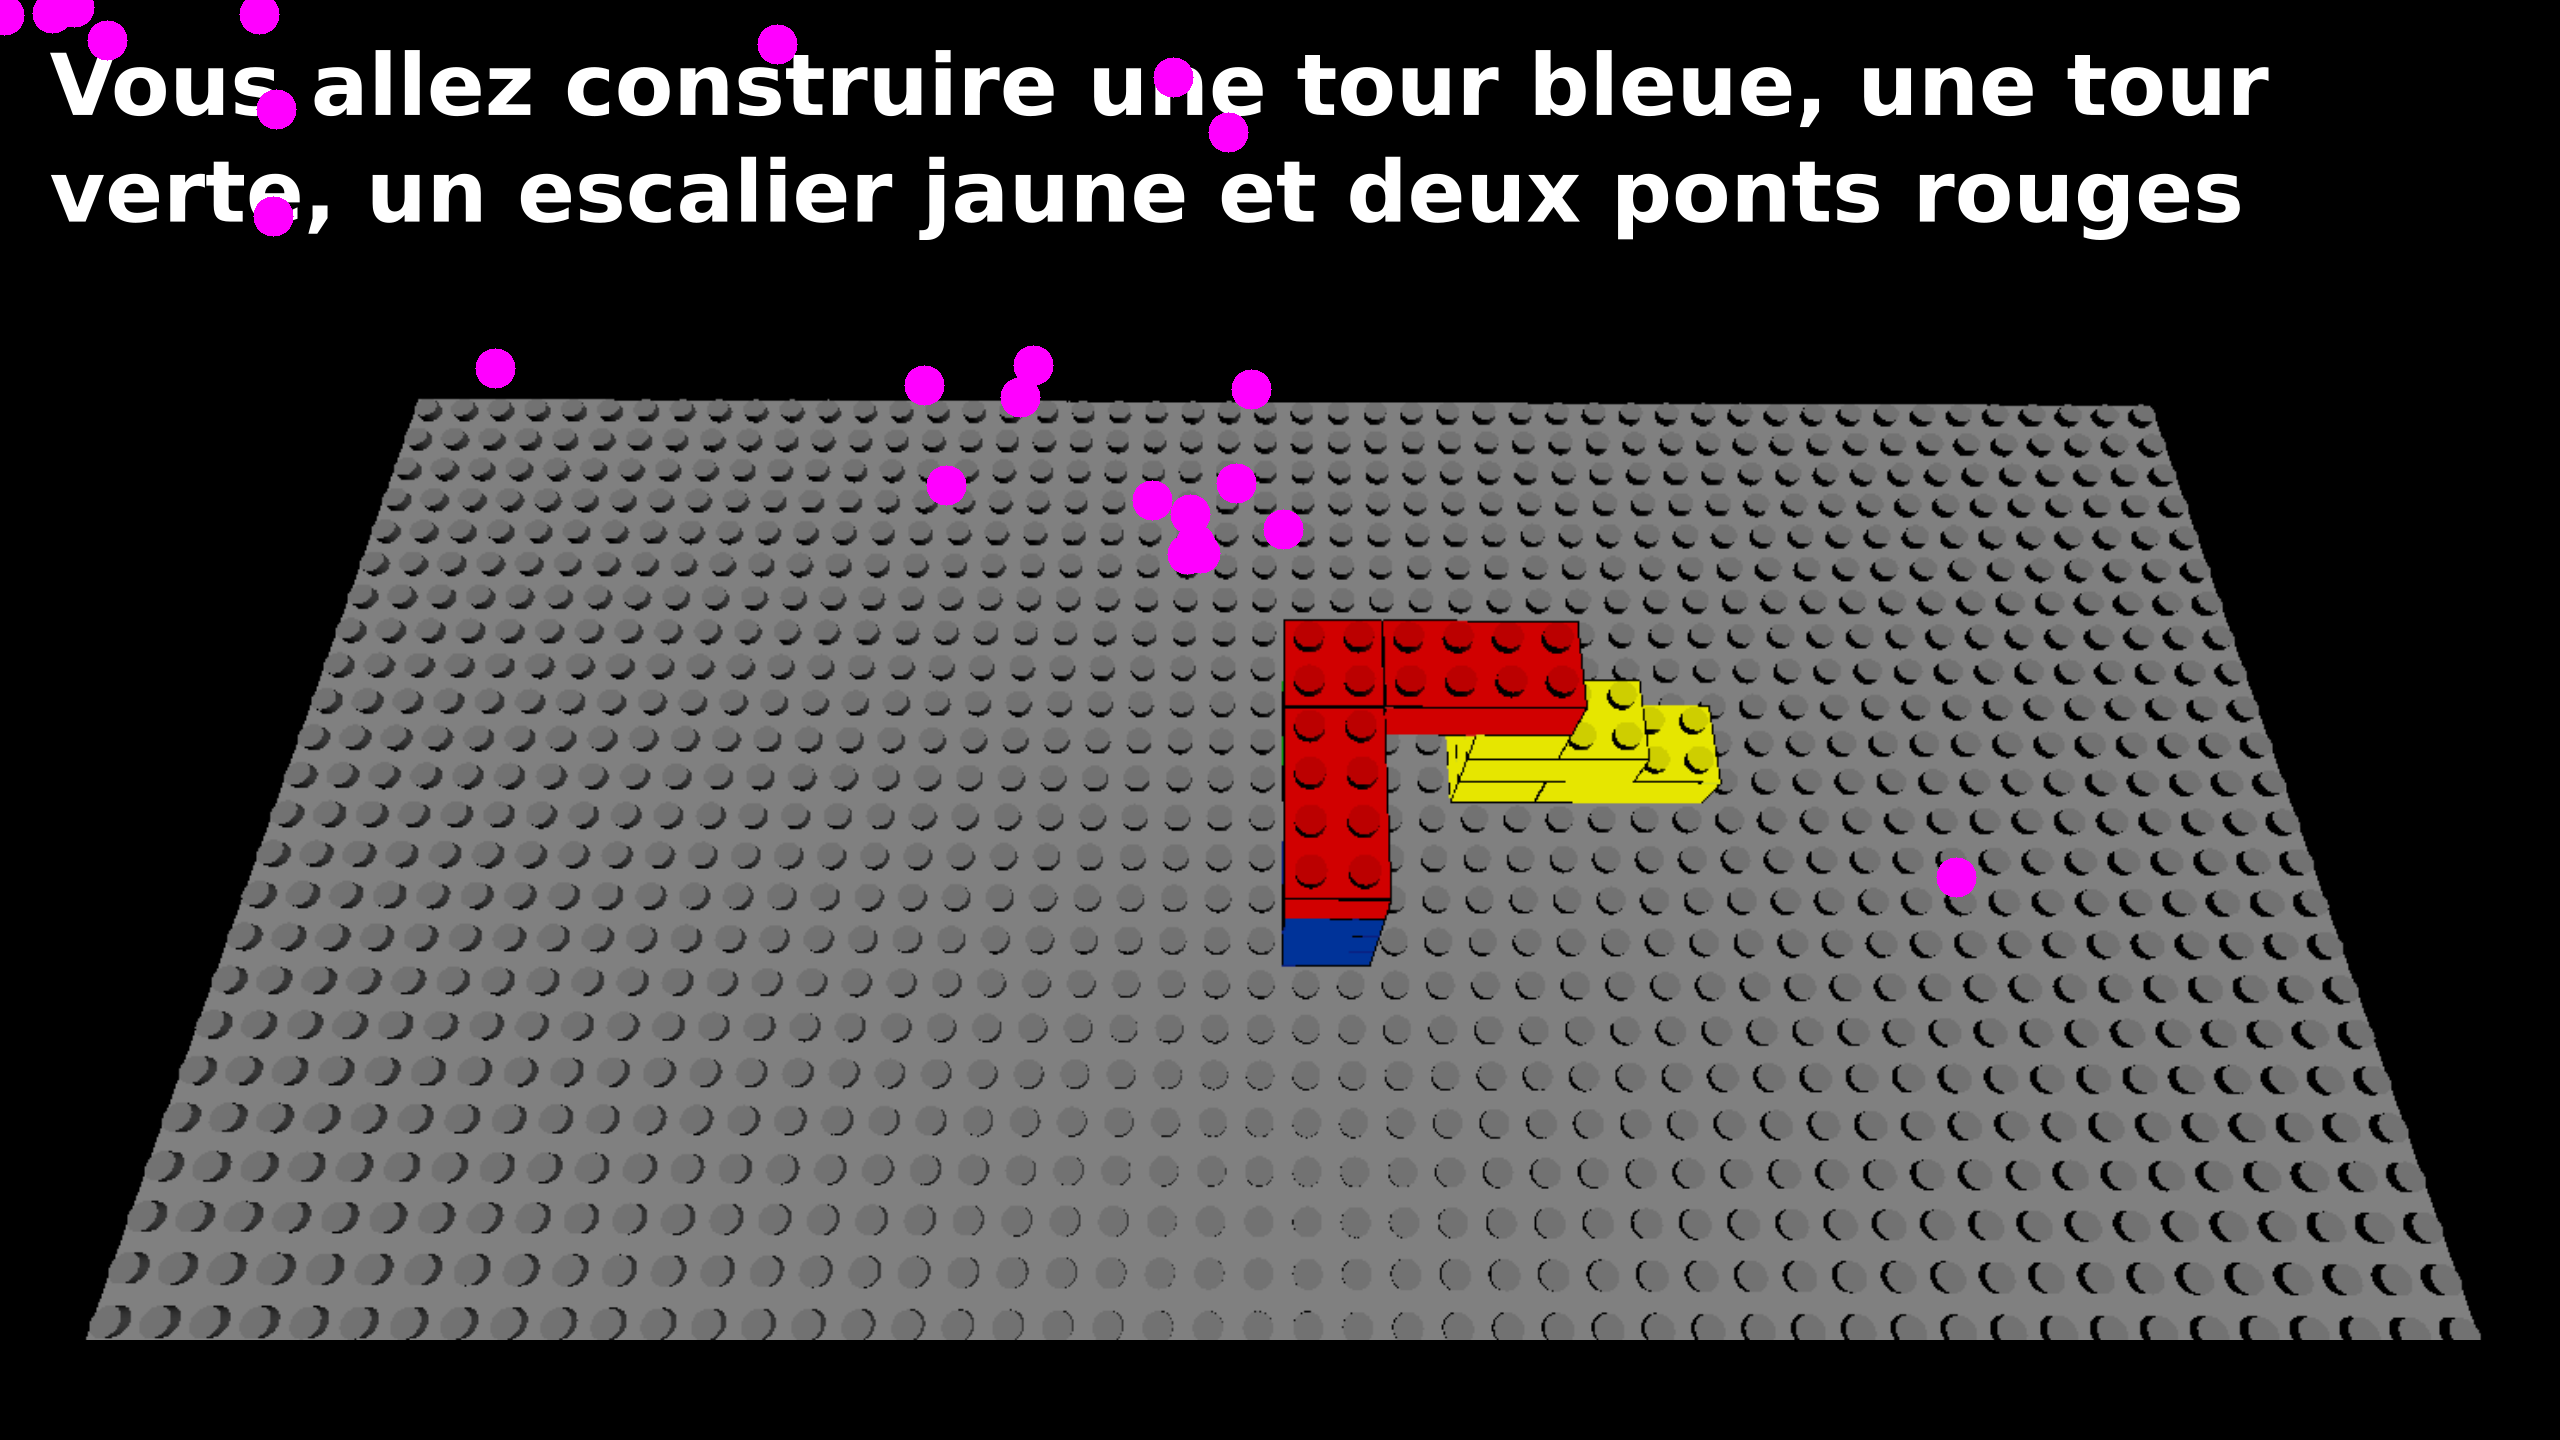 Vous allez construire une tour bleue, une tour
verte, un escalier jaune et deux ponts rouges